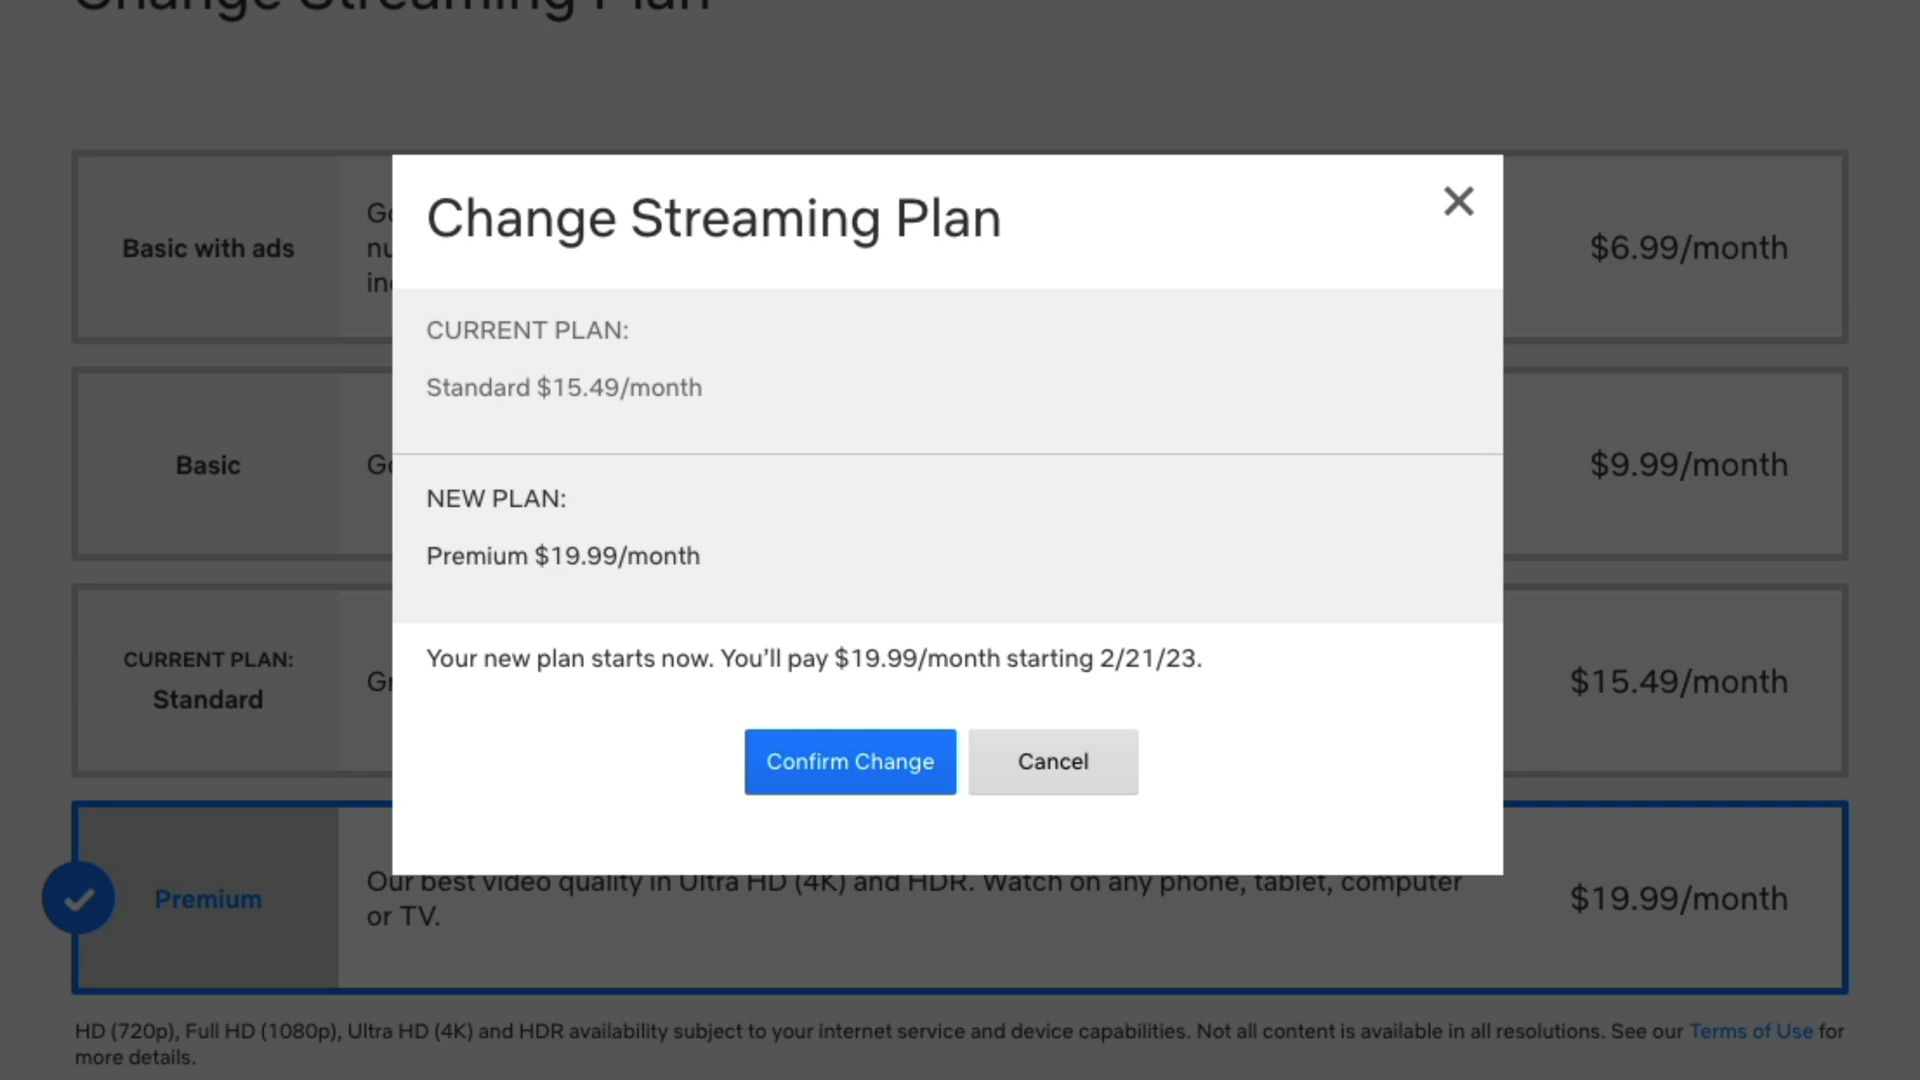 Change Streaming Plan
Change Streaming Plan
CURRENT PLAN:
Standard $15.49/month
NEW PLAN:
Premium $19.99/month
Your new plan starts now. You’ll pay $19.99/month starting 2/21/23.
Confirm Change
Cancel
Basic with ads
$6.99/month
Basic
$9.99/month
CURRENT PLAN:
Standard
$15.49/month
Premium
Our best video quality in Ultra HD (4K) and HDR. Watch on any phone, tablet, computer
or TV.
$19.99/month
HD (720p), Full HD (1080p), Ultra HD (4K) and HDR availability subject to your internet service and device capabilities. Not all content is available in all resolutions. See our Terms of Use for
more details.